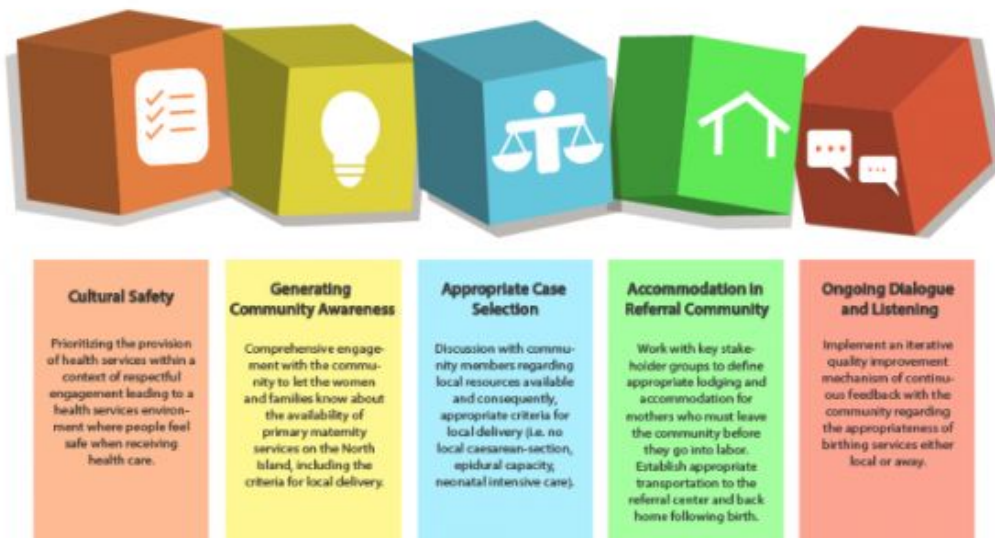 Cultural Safety
Prioritizing the provision
of health services within a
context of respectful
engagement leading to a
health services environ-
ment where people feel
safe when receiving
health care.
Generating
Community Awareness
Comprehensive engage-
ment with the commu-
nity to let the women
and families know about
the availability of
primary maternity
services on the North
Island, including the
criteria for local delivery.
Appropriate Case
Selection
Discussion with commu-
nity members regarding
local resources available
and consequently,
appropriate criteria for
local delivery (i.e. no
local caesarean-section,
epidural capacity,
neonatal intensive care).
Accommodation in
Referral Community
Work with key stake-
holder groups to define
appropriate lodging and
accommodation for
mothers who must leave
the community before
they go into labor.
Establish appropriate
transportation to the
referral center and back
home following birth.
Ongoing Dialogue
and Listening
Implement an iterative
quality improvement
mechanism of continu-
ous feedback with the
community regarding
the appropriateness of
birthing services either
local or away.